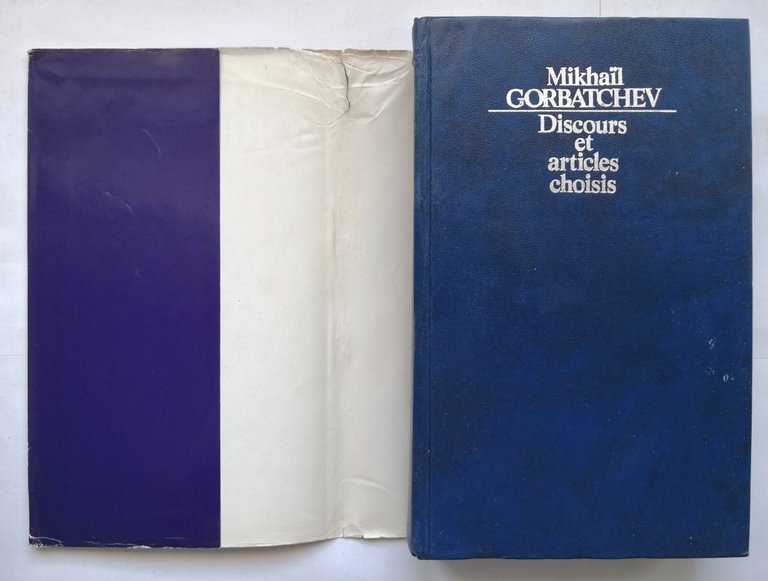 Mikhaïl
GORBATCHEV
Discours
et
articles
choisis